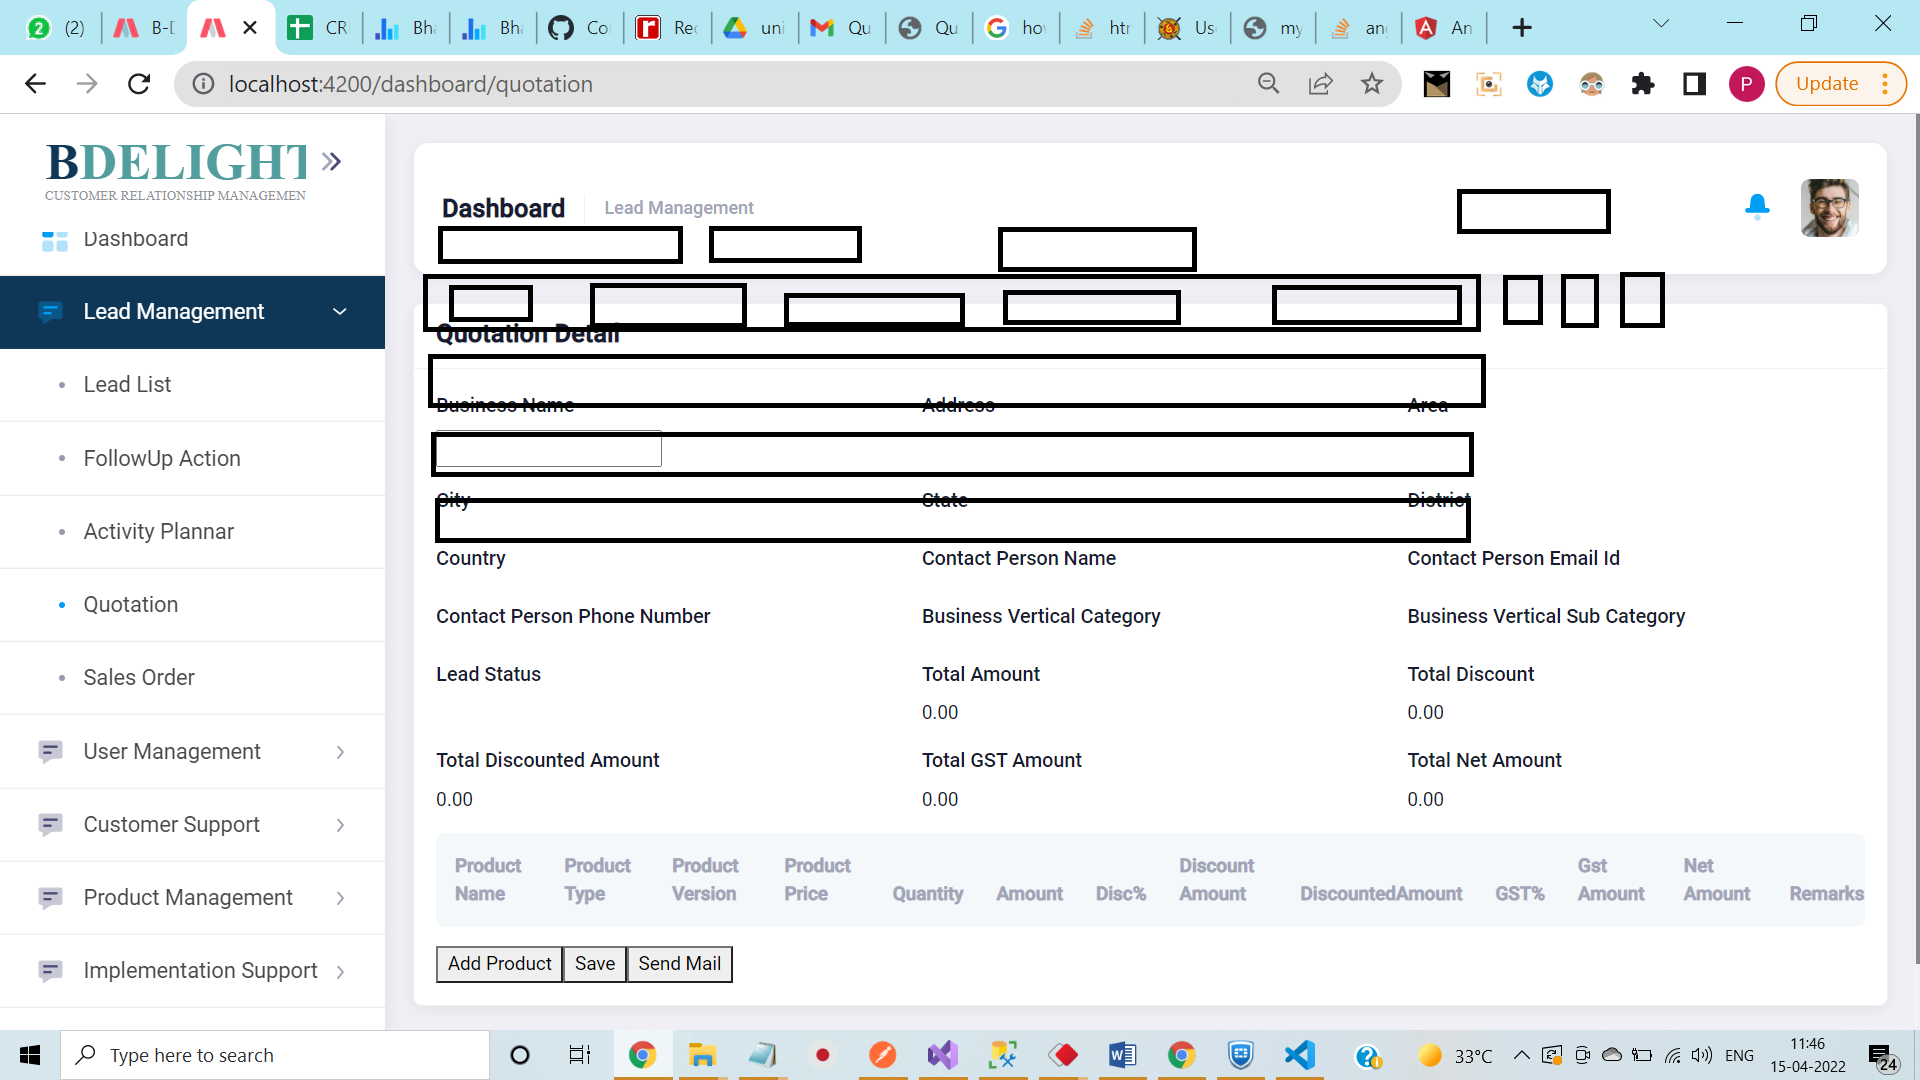 (2)
B-D
CR
Bha
Bha
Co
Rec
uni
Qu
Qu
ho
htr
Us
my
an
An
localhost:4200/dashboard/quotation
P
Update
BDELIGHT
CUSTOMER RELATIONSHIP MANAGEMEN
Dashboard
Lead Management
Lead List
FollowUp Action
Activity Plannar
Quotation
Sales Order
User Management
Customer Support
Product Management
Implementation Support
Dashboard
Lead Management
Quotation Detail
Business Name Address Area
City State District
Country Contact Person Name Contact Person Email Id
Contact Person Phone Number Business Vertical Category Business Vertical Sub Category
Lead Status Total Amount Total Discount
0.00 0.00
Total Discounted Amount Total GST Amount Total Net Amount
0.00 0.00 0.00
Product Product Product Product Discount Gst Net
Name Type Version Price Quantity Amount Disc% Amount DiscountedAmount GST% Amount Amount Remarks
Add Product Save Send Mail
Type here to search
33°C
ENG
11:46
15-04-2022
24